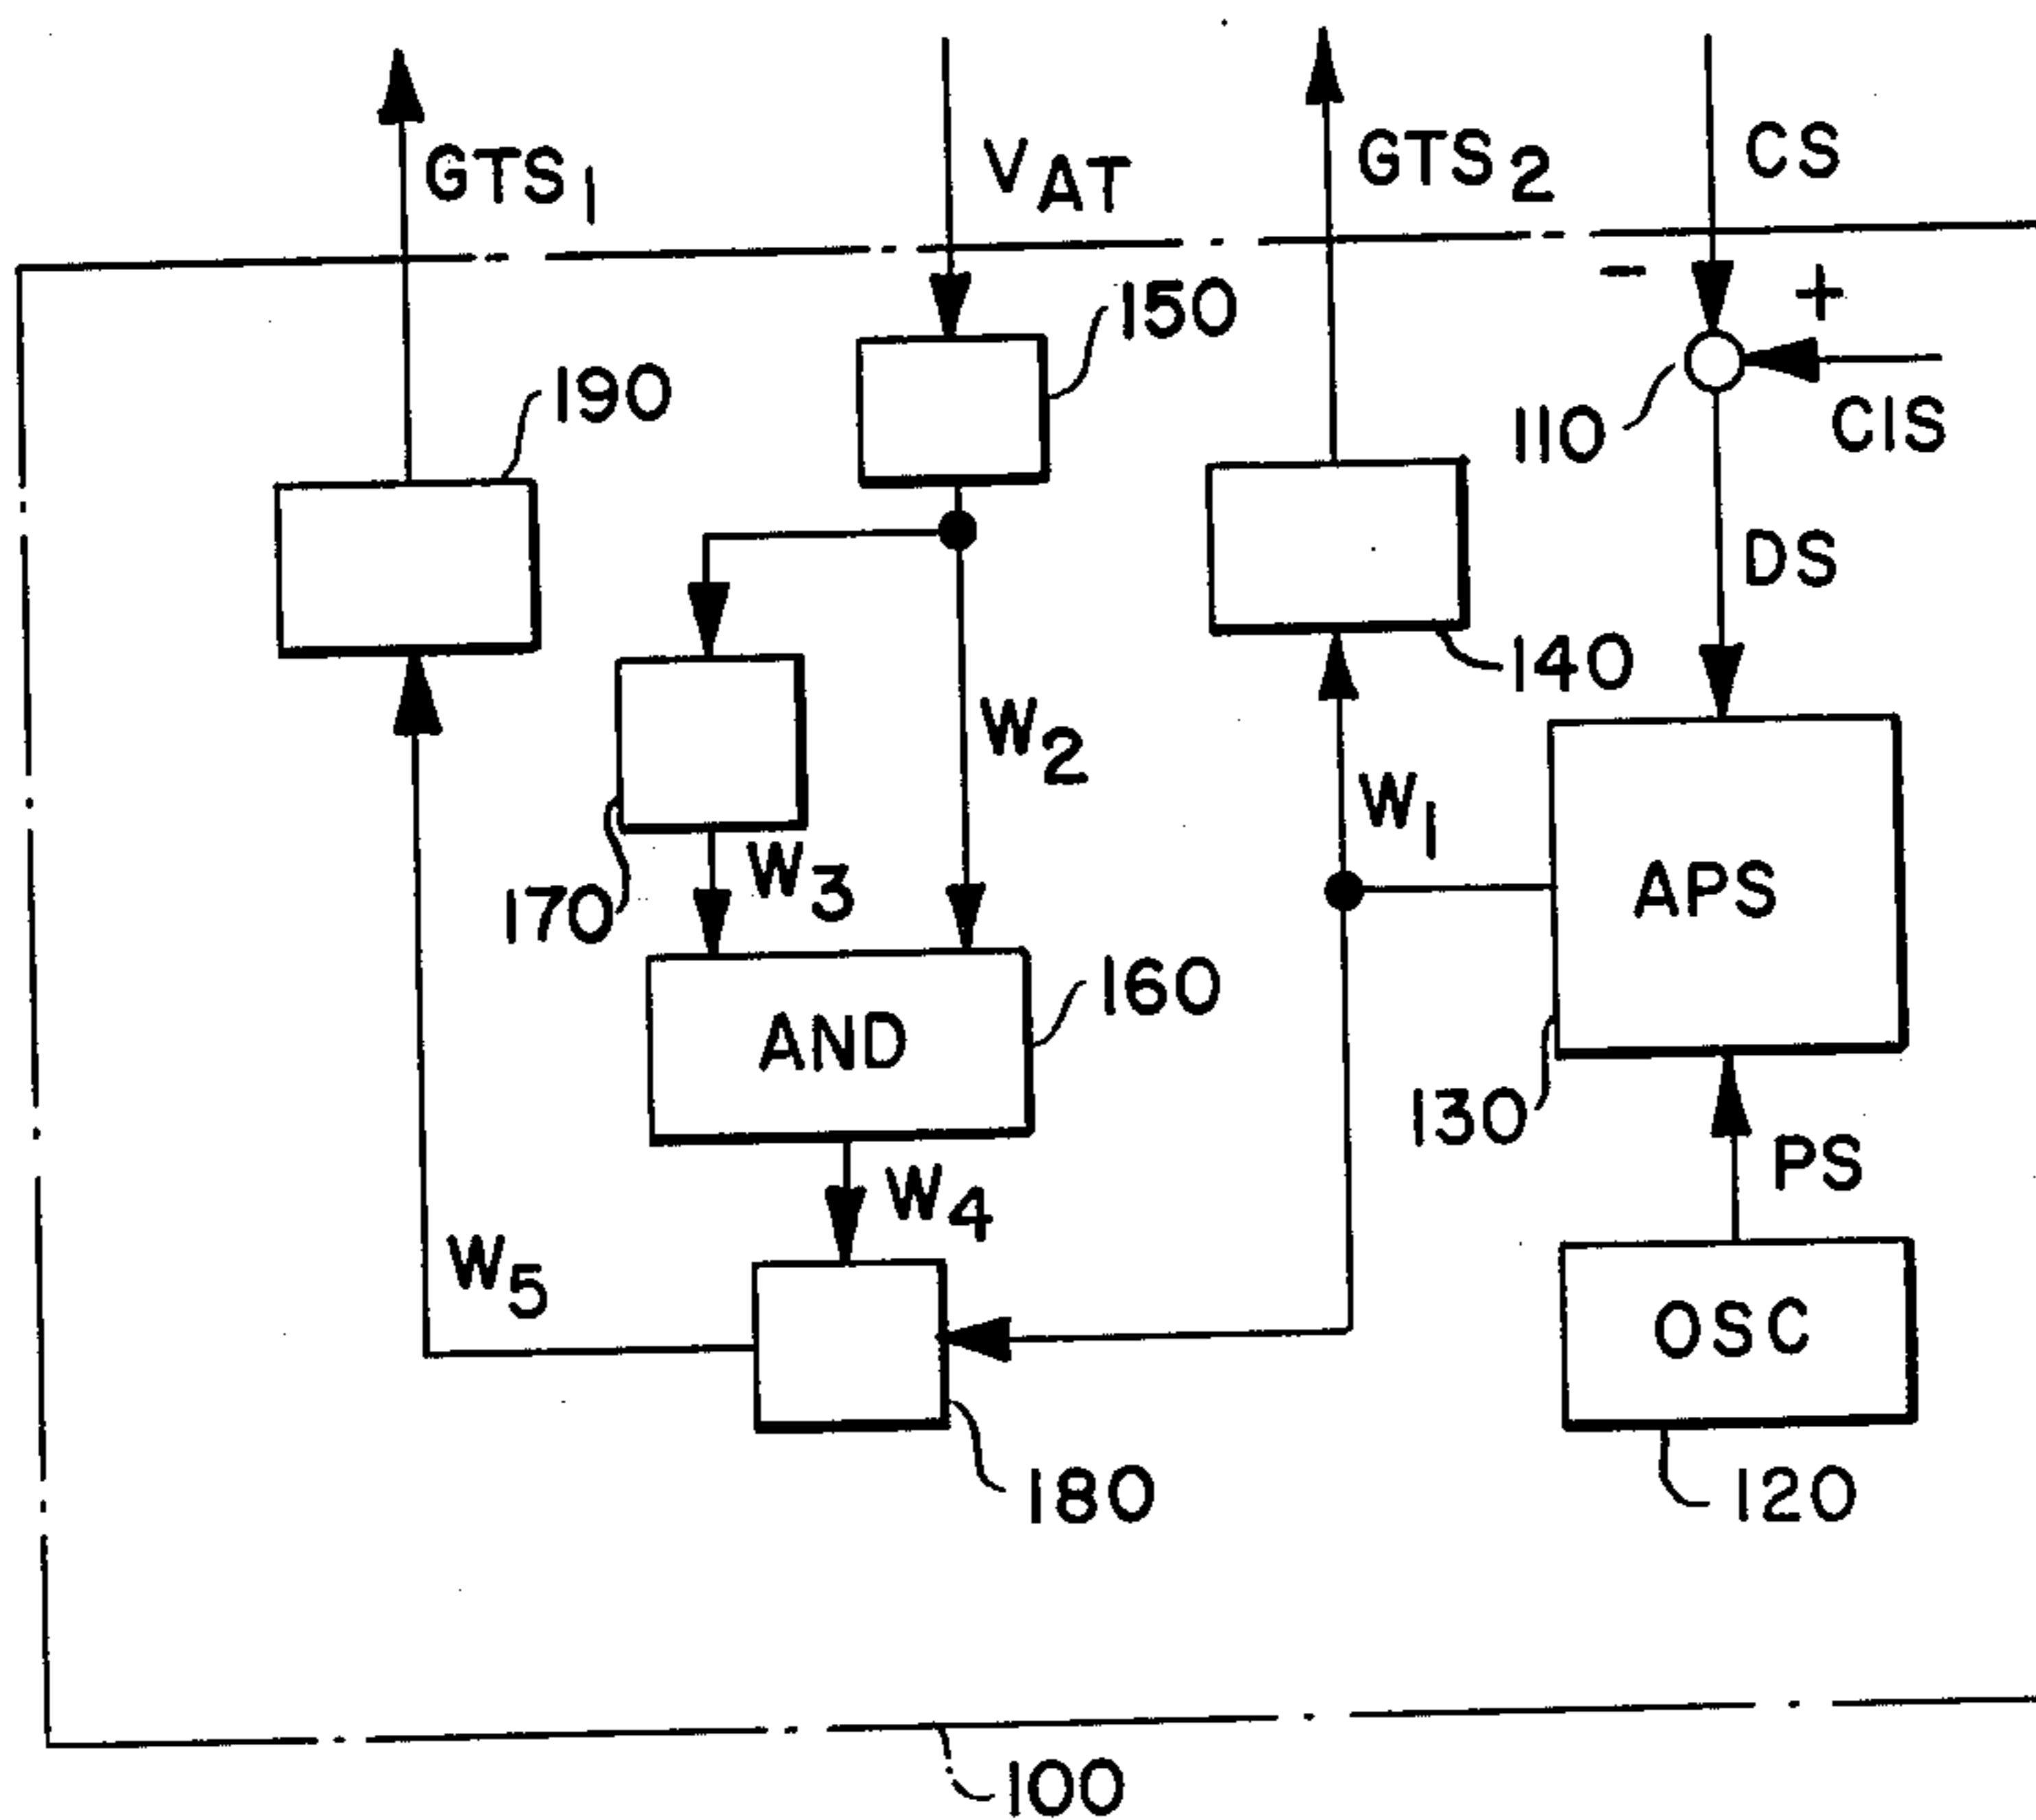 GTS1
VAT
GTS2
CS
-
+
150
190
110
CIS
DS
140
W2
W1
W3
APS
170
160
AND
130
PS
W4
W5
OSC
180
120
100